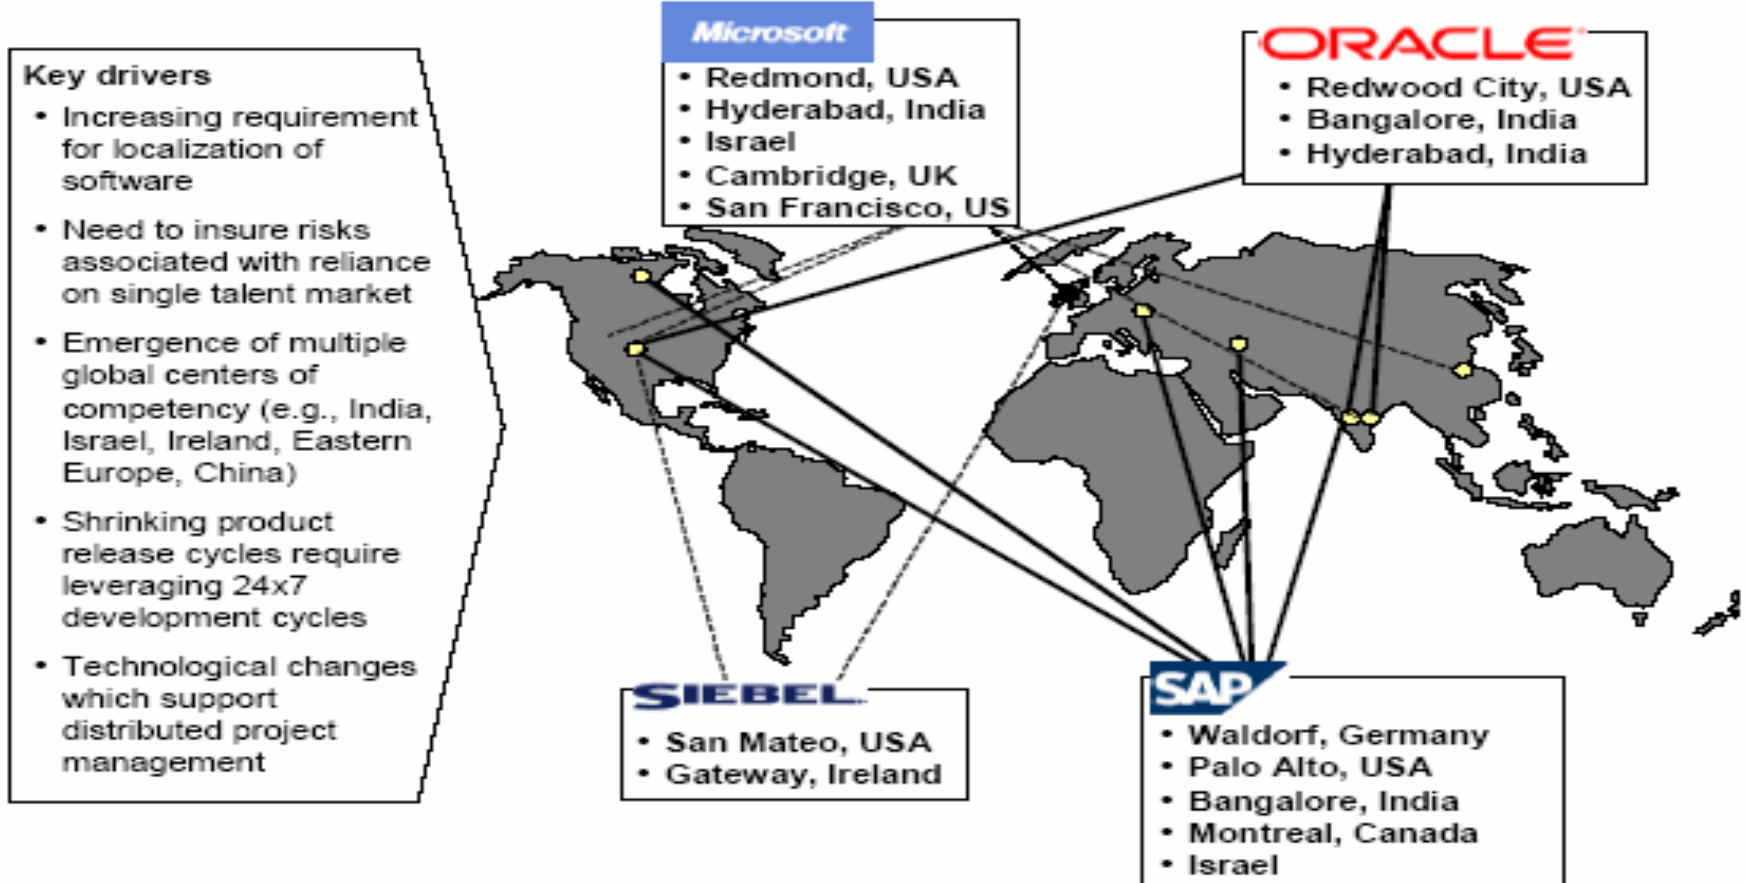 Key drivers
• Increasing requirement
for localization of
software
• Need to insure risks
associated with reliance
on single talent market
• Emergence of multiple
global centers of
competency (e.g., India,
Israel, Ireland, Eastern
Europe, China)
• Shrinking product
release cycles require
leveraging 24x7
development cycles
• Technological changes
which support
distributed project
management
Microsoft
• Redmond, USA
• Hyderabad, India
• Israel
• Cambridge, UK
• San Francisco, US
ORACLE
• Redwood City, USA
• Bangalore, India
• Hyderabad, India
SIEBEL
• San Mateo, USA
• Gateway, Ireland
SAP
• Waldorf, Germany
• Palo Alto, USA
• Bangalore, India
• Montreal, Canada
• Israel